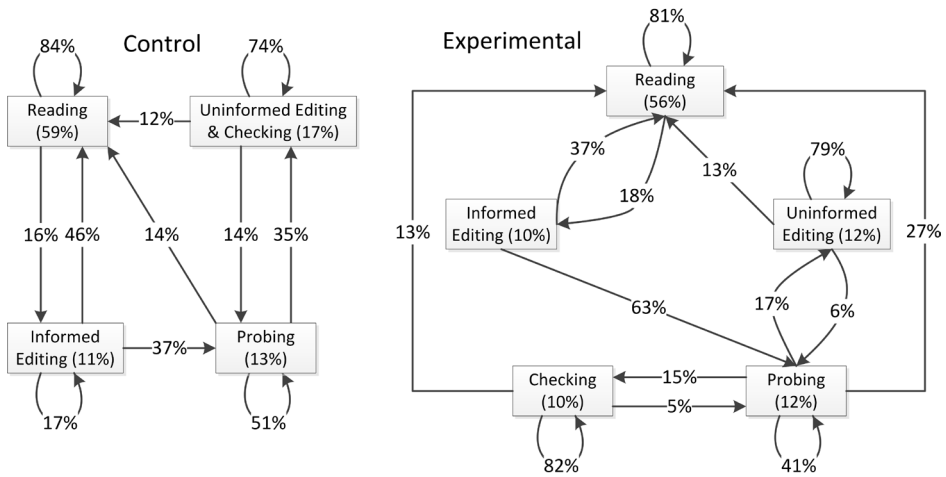 Control
84%
74%
Reading
(59%)
12%
Uninformed Editing
& Checking (17%)
16%
46%
14%
14%
35%
Informed
Editing (11%)
37%
Probing
(13%)
17%
51%
Experimental
81%
Reading
(56%)
37%
18%
13%
79%
Informed
Editing (10%)
Uninformed
Editing (12%)
13%
27%
63%
17%
6%
Checking
(10%)
15%
5%
Probing
(12%)
82%
41%